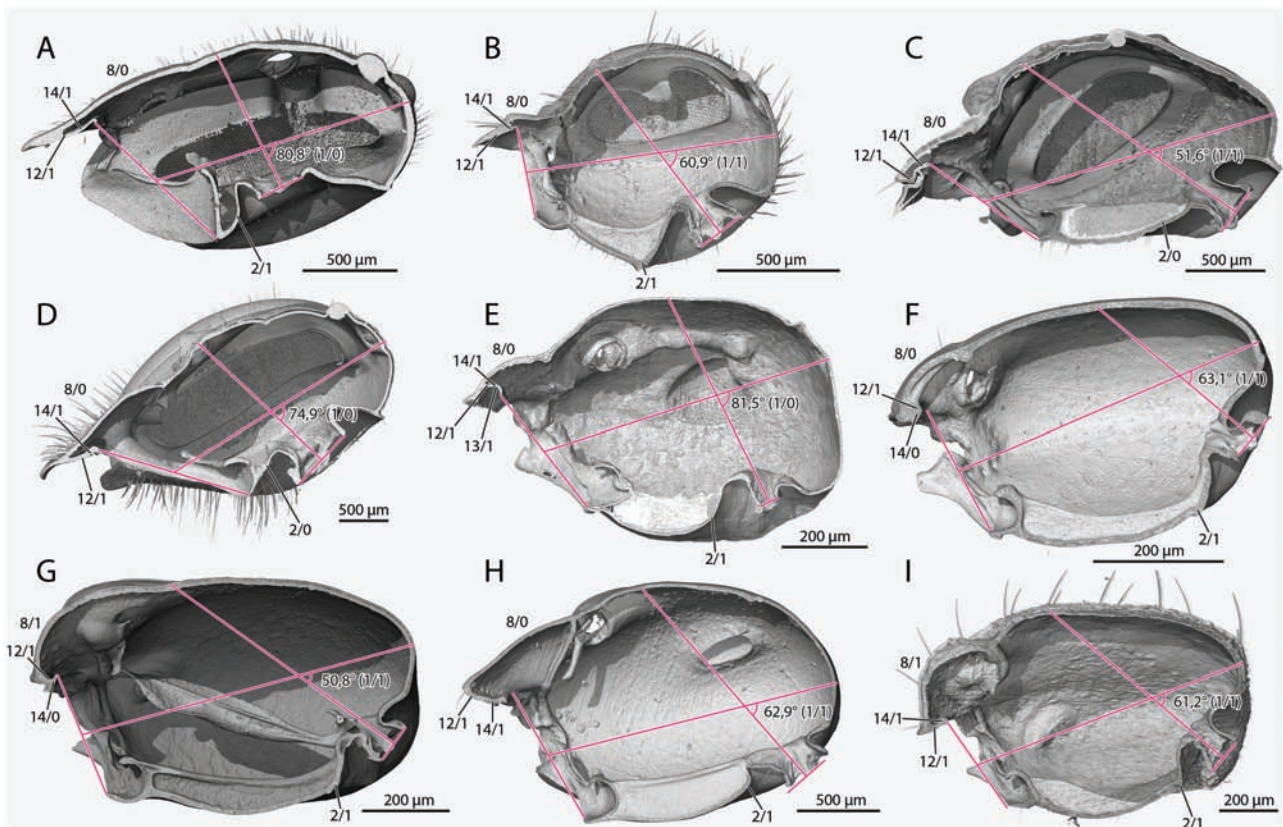 A
8/0
14/1
12/1
80,8° (1/0)
2/1
500 µm
B
14/1 8/0
12/1
60,9° (1/1)
2/1
500 µm
C
8/0
14/1
12/1
51,6° (1/1)
2/0
500 µm
D
8/0
14/1
12/1
74,9° (1/0)
2/0
500 µm
E
8/0
14/1
12/1
13/1
81,5° (1/0)
2/1
200 µm
F
8/0
12/1
14/0
63,1° (1/1)
2/1
200 µm
G
8/1
12/1
14/0
50,8° (1/1)
2/1
200 µm
H
8/0
12/1
14/1
62,9° (1/1)
2/1
500 µm
I
8/1
14/1
12/1
61,2° (1/1)
2/1
200 µm